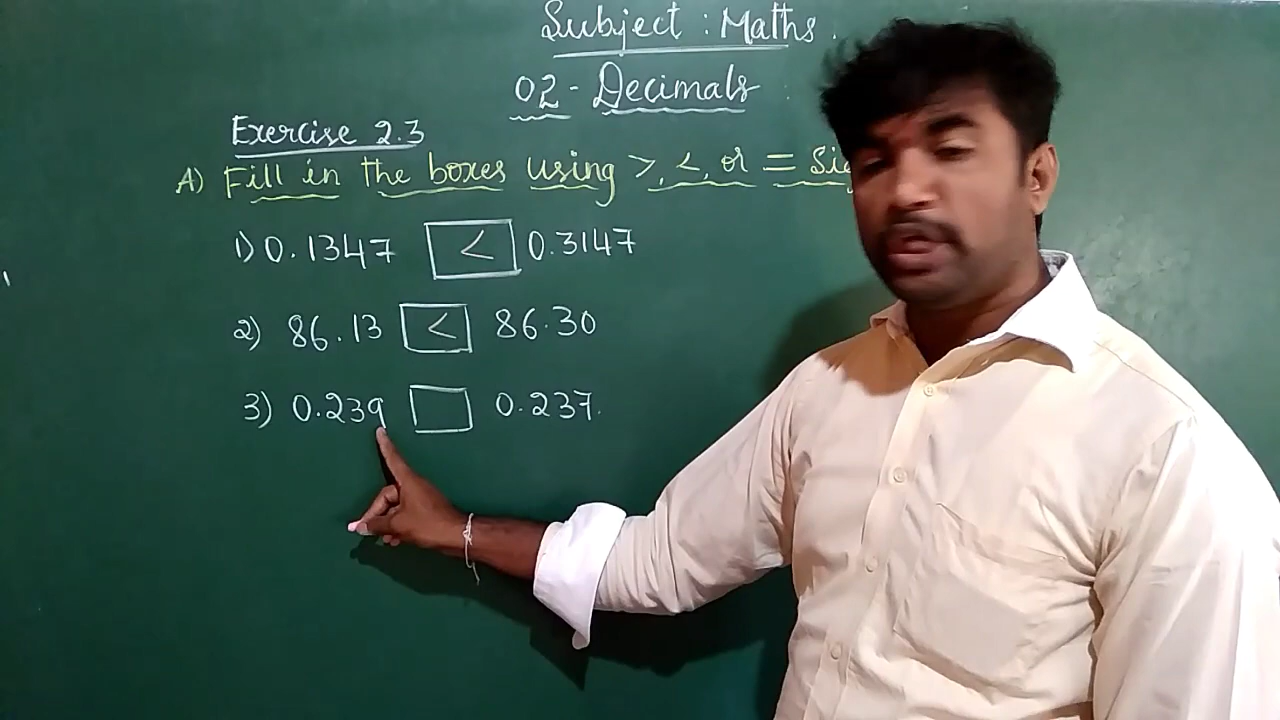 Subject : Maths.
02 - Decimals
Exercise 2.3
A) Fill in the boxes using >, <, or =
1) 0.1347 < 0.3147
2) 86.13 < 86.30
3) 0.239 0.237.